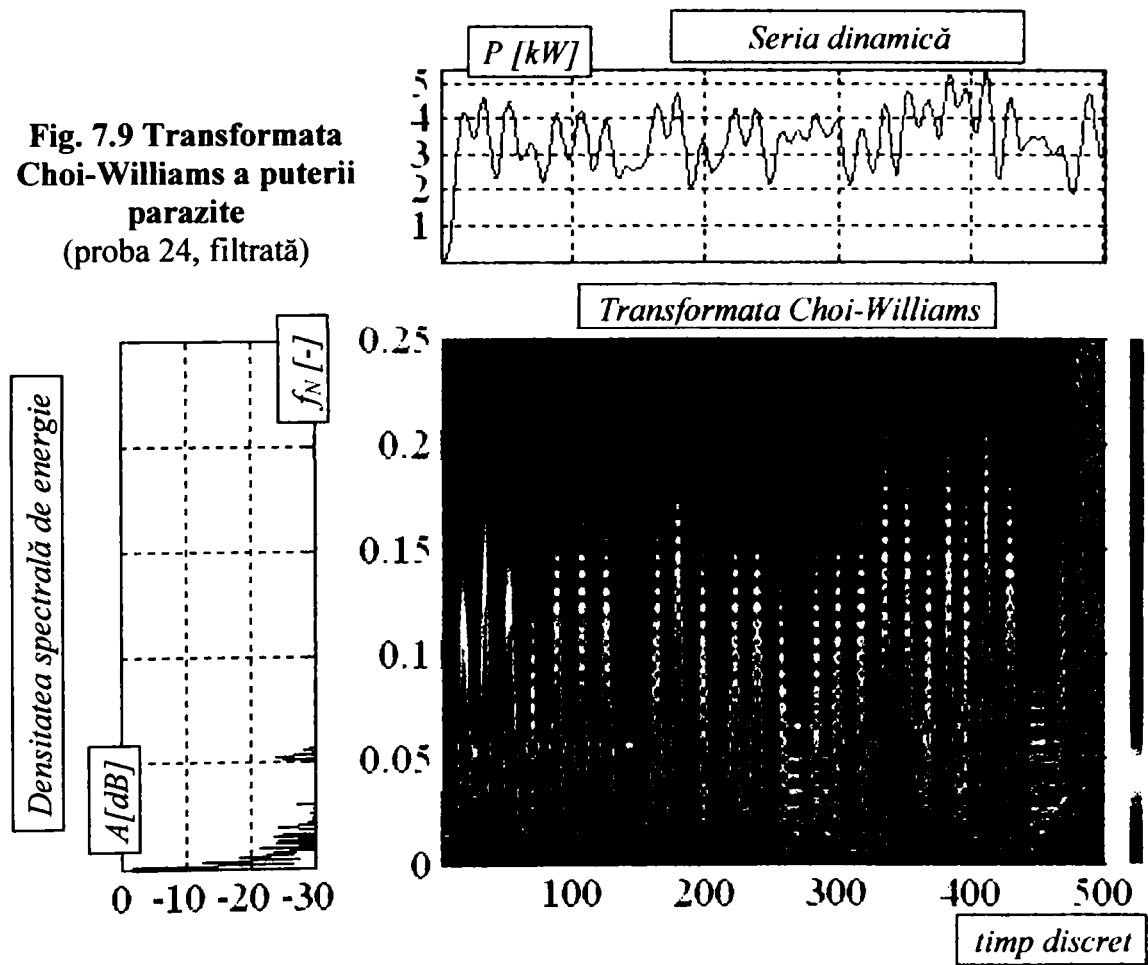 Seria dinamică
P [kW]
5
4
3
2
1
Fig. 7.9 Transformata
Choi-Williams a puterii
parazite
(proba 24, filtrată)
Transformata Choi-Williams
Densitatea spectrală de energie
f_N [-]
A[dB]
0 -10 -20 -30
0.25
0.2
0.15
0.1
0.05
0
100 200 300 400 500
timp discret